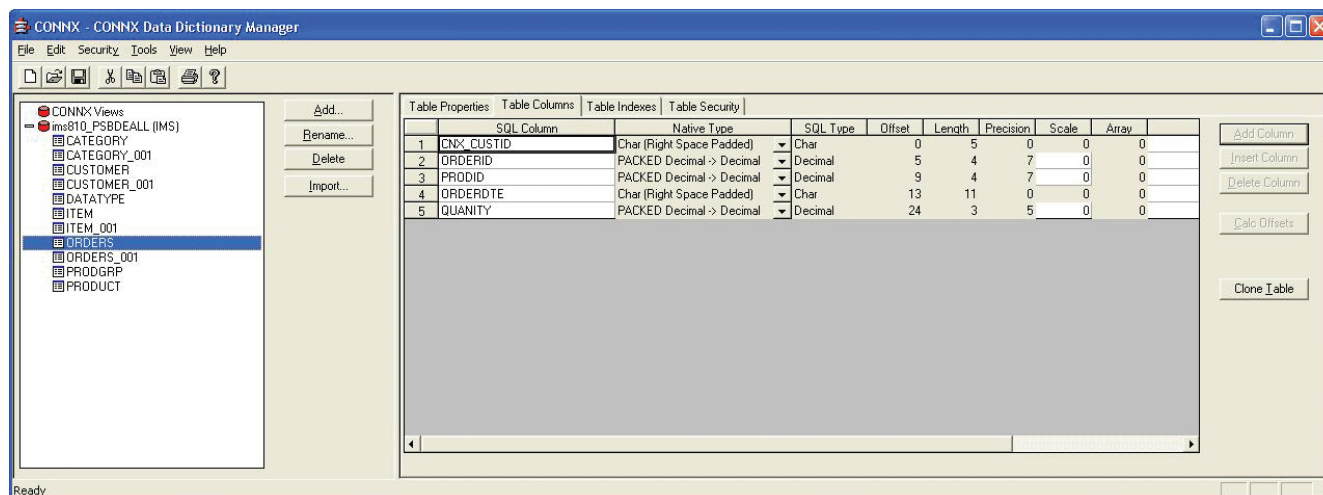 CONNX - CONNX Data Dictionary Manager
File Edit Security Tools View Help
CONNX Views
ims810_PSBDEALL (IMS)
CATEGORY
CATEGORY_001
CUSTOMER
CUSTOMER_001
DATATYPE
ITEM
ITEM_001
ORDERS
ORDERS_001
PRODGRP
PRODUCT
Add...
Rename...
Delete
Import...
Table Properties Table Columns Table Indexes Table Security
SQL Column Native Type SQL Type Offset Length Precision Scale Array
1 CNX_CUSTID Char (Right Space Padded) Char 0 5 0 0 0
2 ORDERID PACKED Decimal -> Decimal Decimal 5 4 7 0 0
3 PRODID PACKED Decimal -> Decimal Decimal 9 4 7 0 0
4 ORDERDTE Char (Right Space Padded) Char 13 11 0 0 0
5 QUANITY PACKED Decimal -> Decimal Decimal 24 3 5 0 0
Add Column
Insert Column
Delete Column
Calc Offsets
Clone Table
Ready